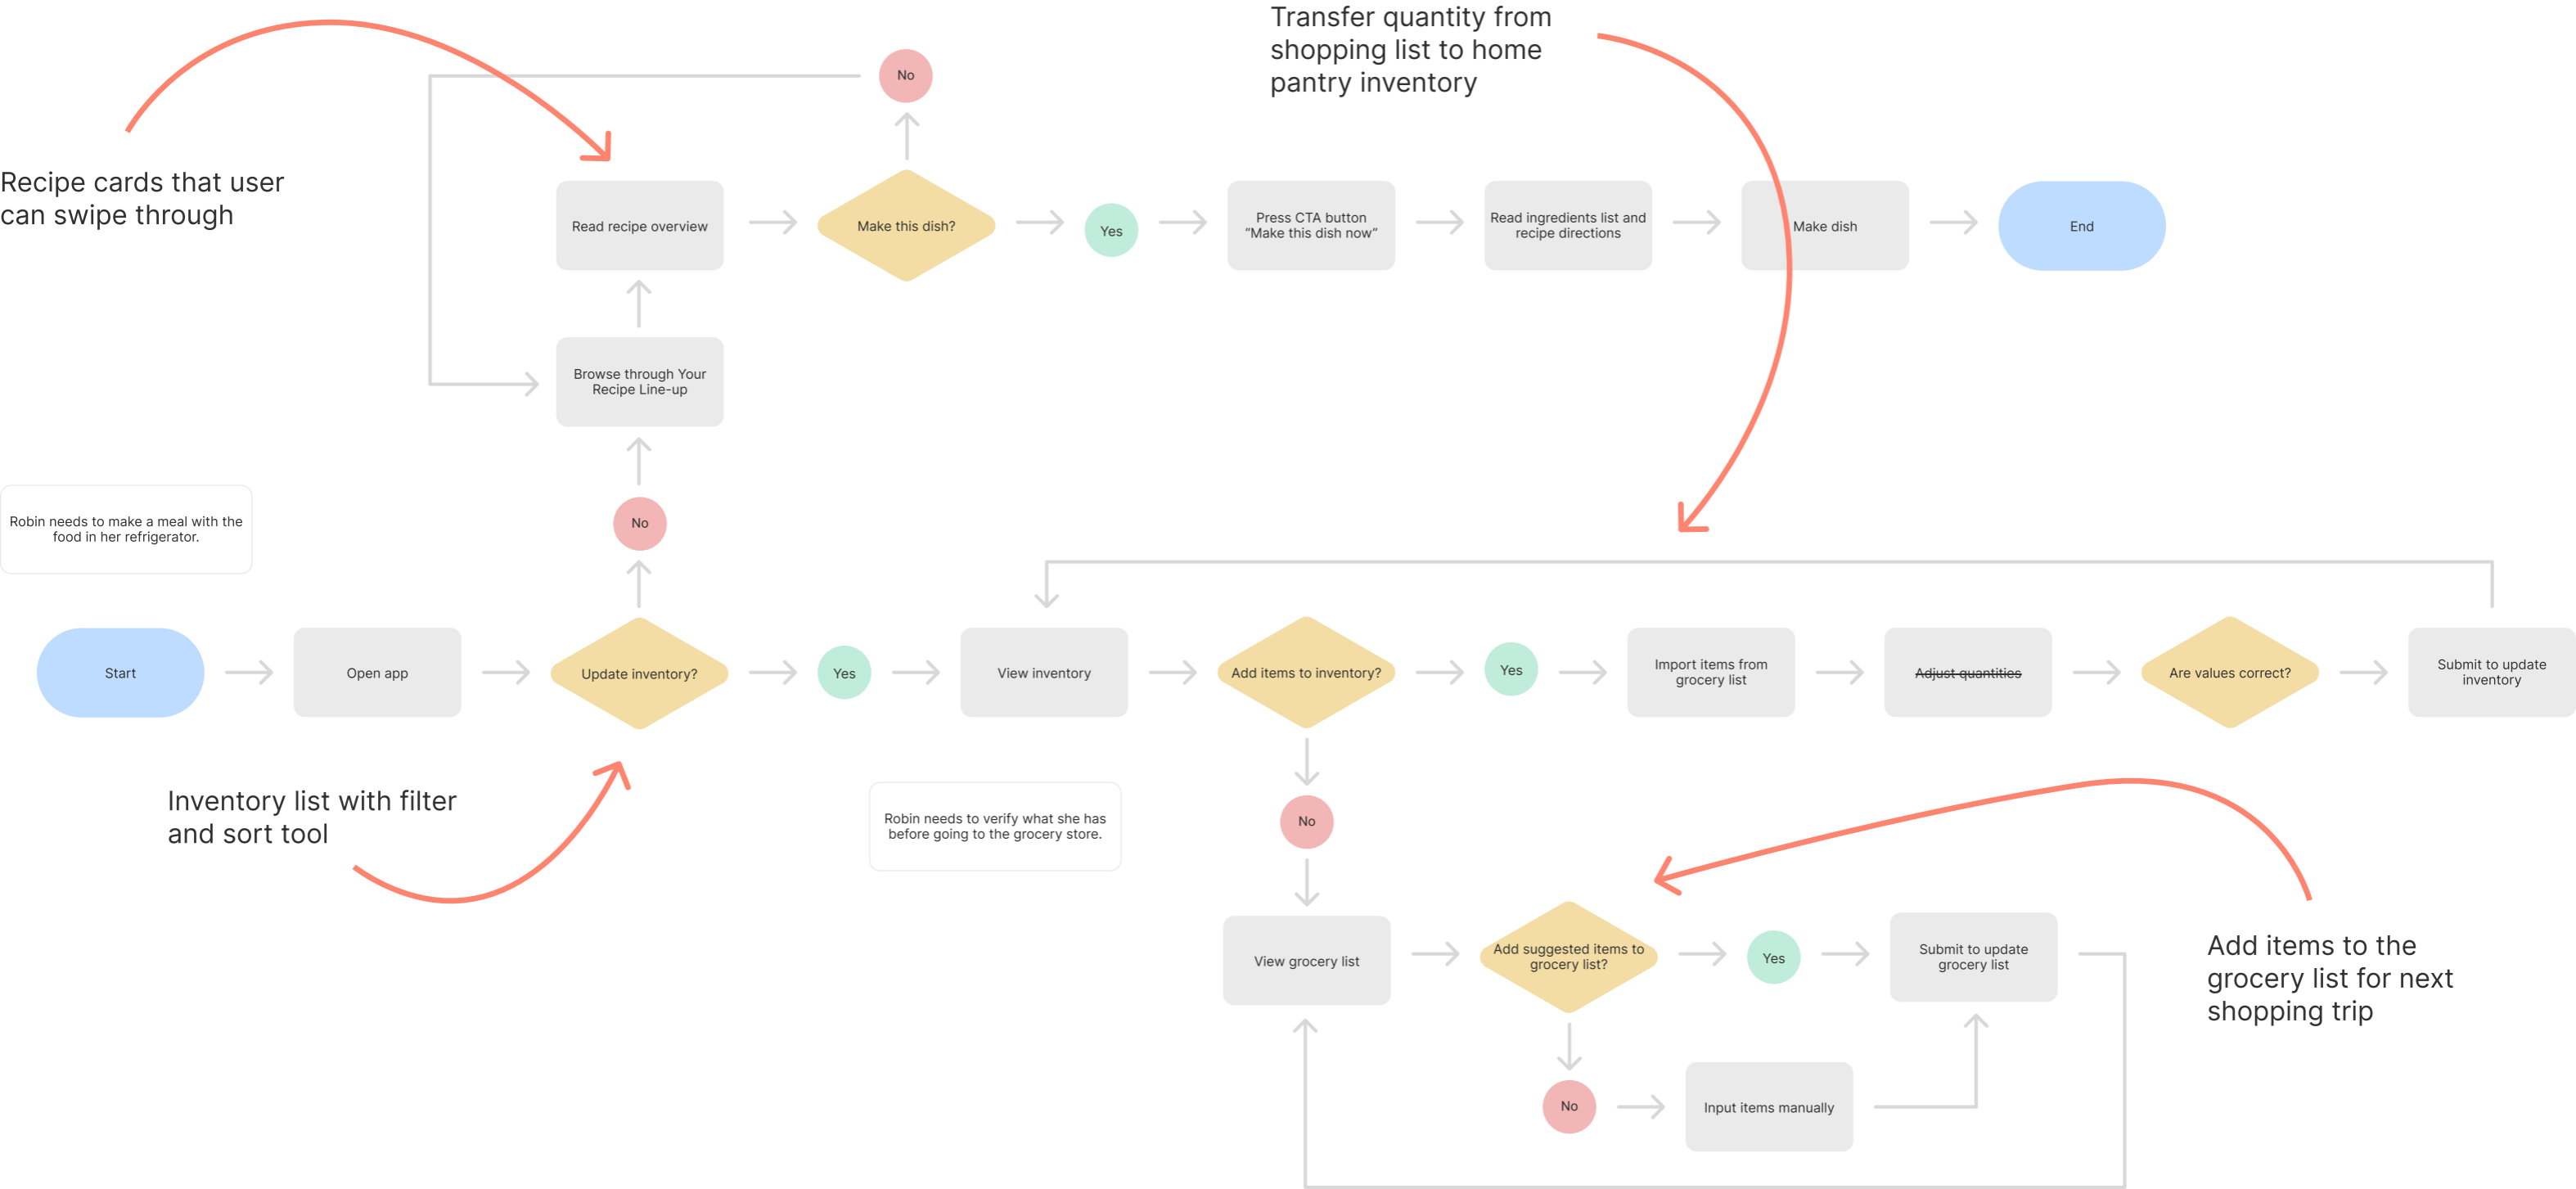 Transfer quantity from
shopping list to home
pantry inventory
No
Recipe cards that user
can swipe through
Read recipe overview
Make this dish?
Yes
Press CTA button
“Make this dish now”
Read ingredients list and
recipe directions
Make dish
End
Browse through Your
Recipe Line-up
No
Robin needs to make a meal with the
food in her refrigerator.
Start
Open app
Update inventory?
Yes
View inventory
Add items to inventory?
Yes
Import items from
grocery list
Adjust quantities
Are values correct?
Submit to update
inventory
Inventory list with filter
and sort tool
Robin needs to verify what she has
before going to the grocery store.
No
View grocery list
Add suggested items to
grocery list?
Yes
Submit to update
grocery list
Add items to the
grocery list for next
shopping trip
No
Input items manually